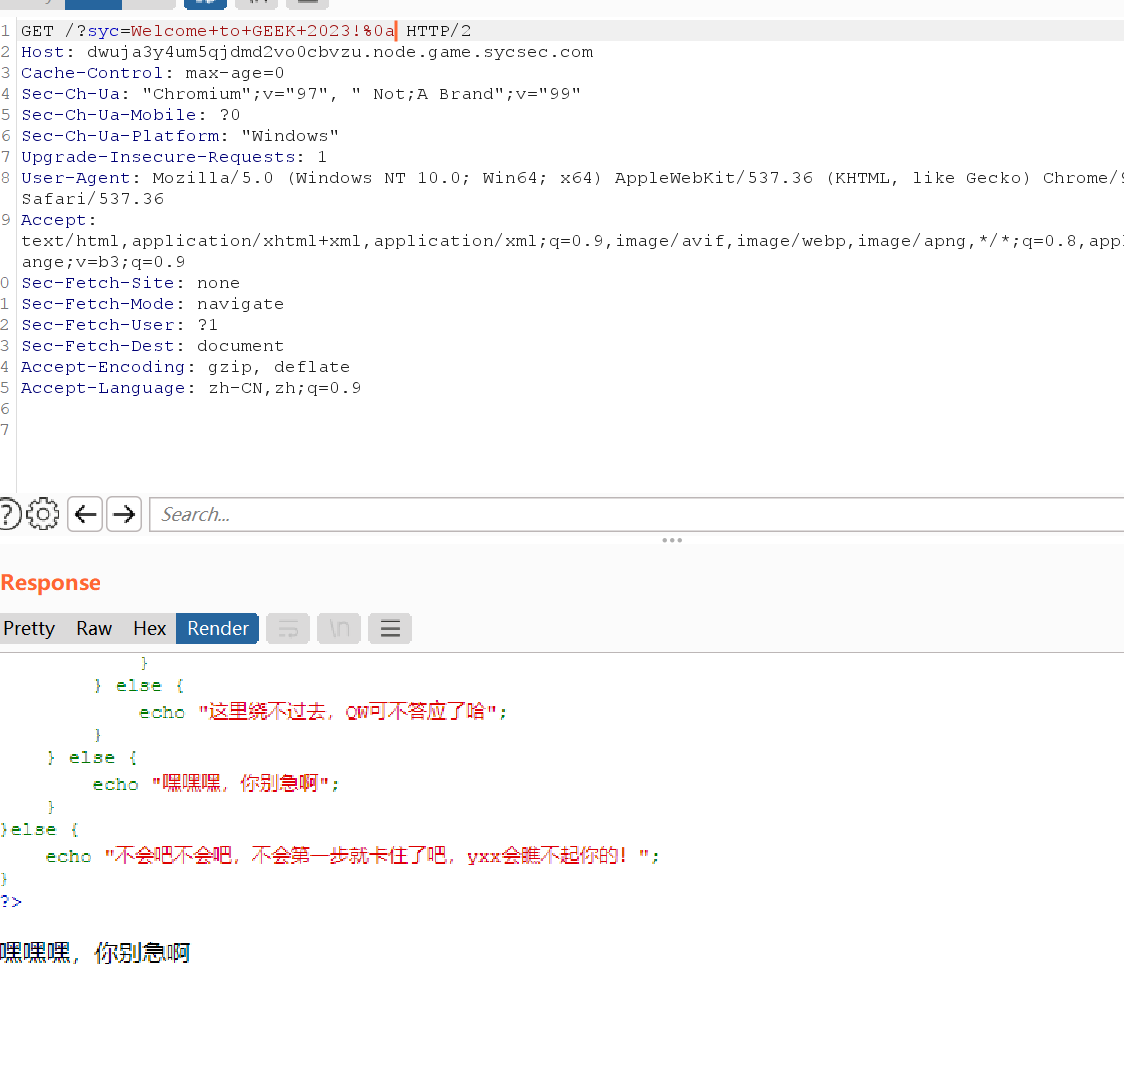 1 GET /?syc=Welcome+to+GEEK+2023!%0a HTTP/2
2 Host: dwuja3y4um5qjdmd2vo0cbvzu.node.game.sycsec.com
3 Cache-Control: max-age=0
4 Sec-Ch-Ua: "Chromium";v="97", " Not;A Brand";v="99"
5 Sec-Ch-Ua-Mobile: ?0
6 Sec-Ch-Ua-Platform: "Windows"
7 Upgrade-Insecure-Requests: 1
8 User-Agent: Mozilla/5.0 (Windows NT 10.0; Win64; x64) AppleWebKit/537.36 (KHTML, like Gecko) Chrome/9
Safari/537.36
9 Accept:
text/html,application/xhtml+xml,application/xml;q=0.9,image/avif,image/webp,image/apng,*/*;q=0.8,appl
ange;v=b3;q=0.9
0 Sec-Fetch-Site: none
1 Sec-Fetch-Mode: navigate
2 Sec-Fetch-User: ?1
3 Sec-Fetch-Dest: document
4 Accept-Encoding: gzip, deflate
5 Accept-Language: zh-CN,zh;q=0.9
6
7
? Search...
Response
Pretty Raw Hex Render \n
}
} else {
echo "这里绕不过去，QW可不答应了哈";
}
} else {
echo "嘿嘿嘿，你别急啊";
}
}else {
echo "不会吧不会吧，不会第一步就卡住了吧，yxx会瞧不起你的！";
}
?>
嘿嘿嘿，你别急啊